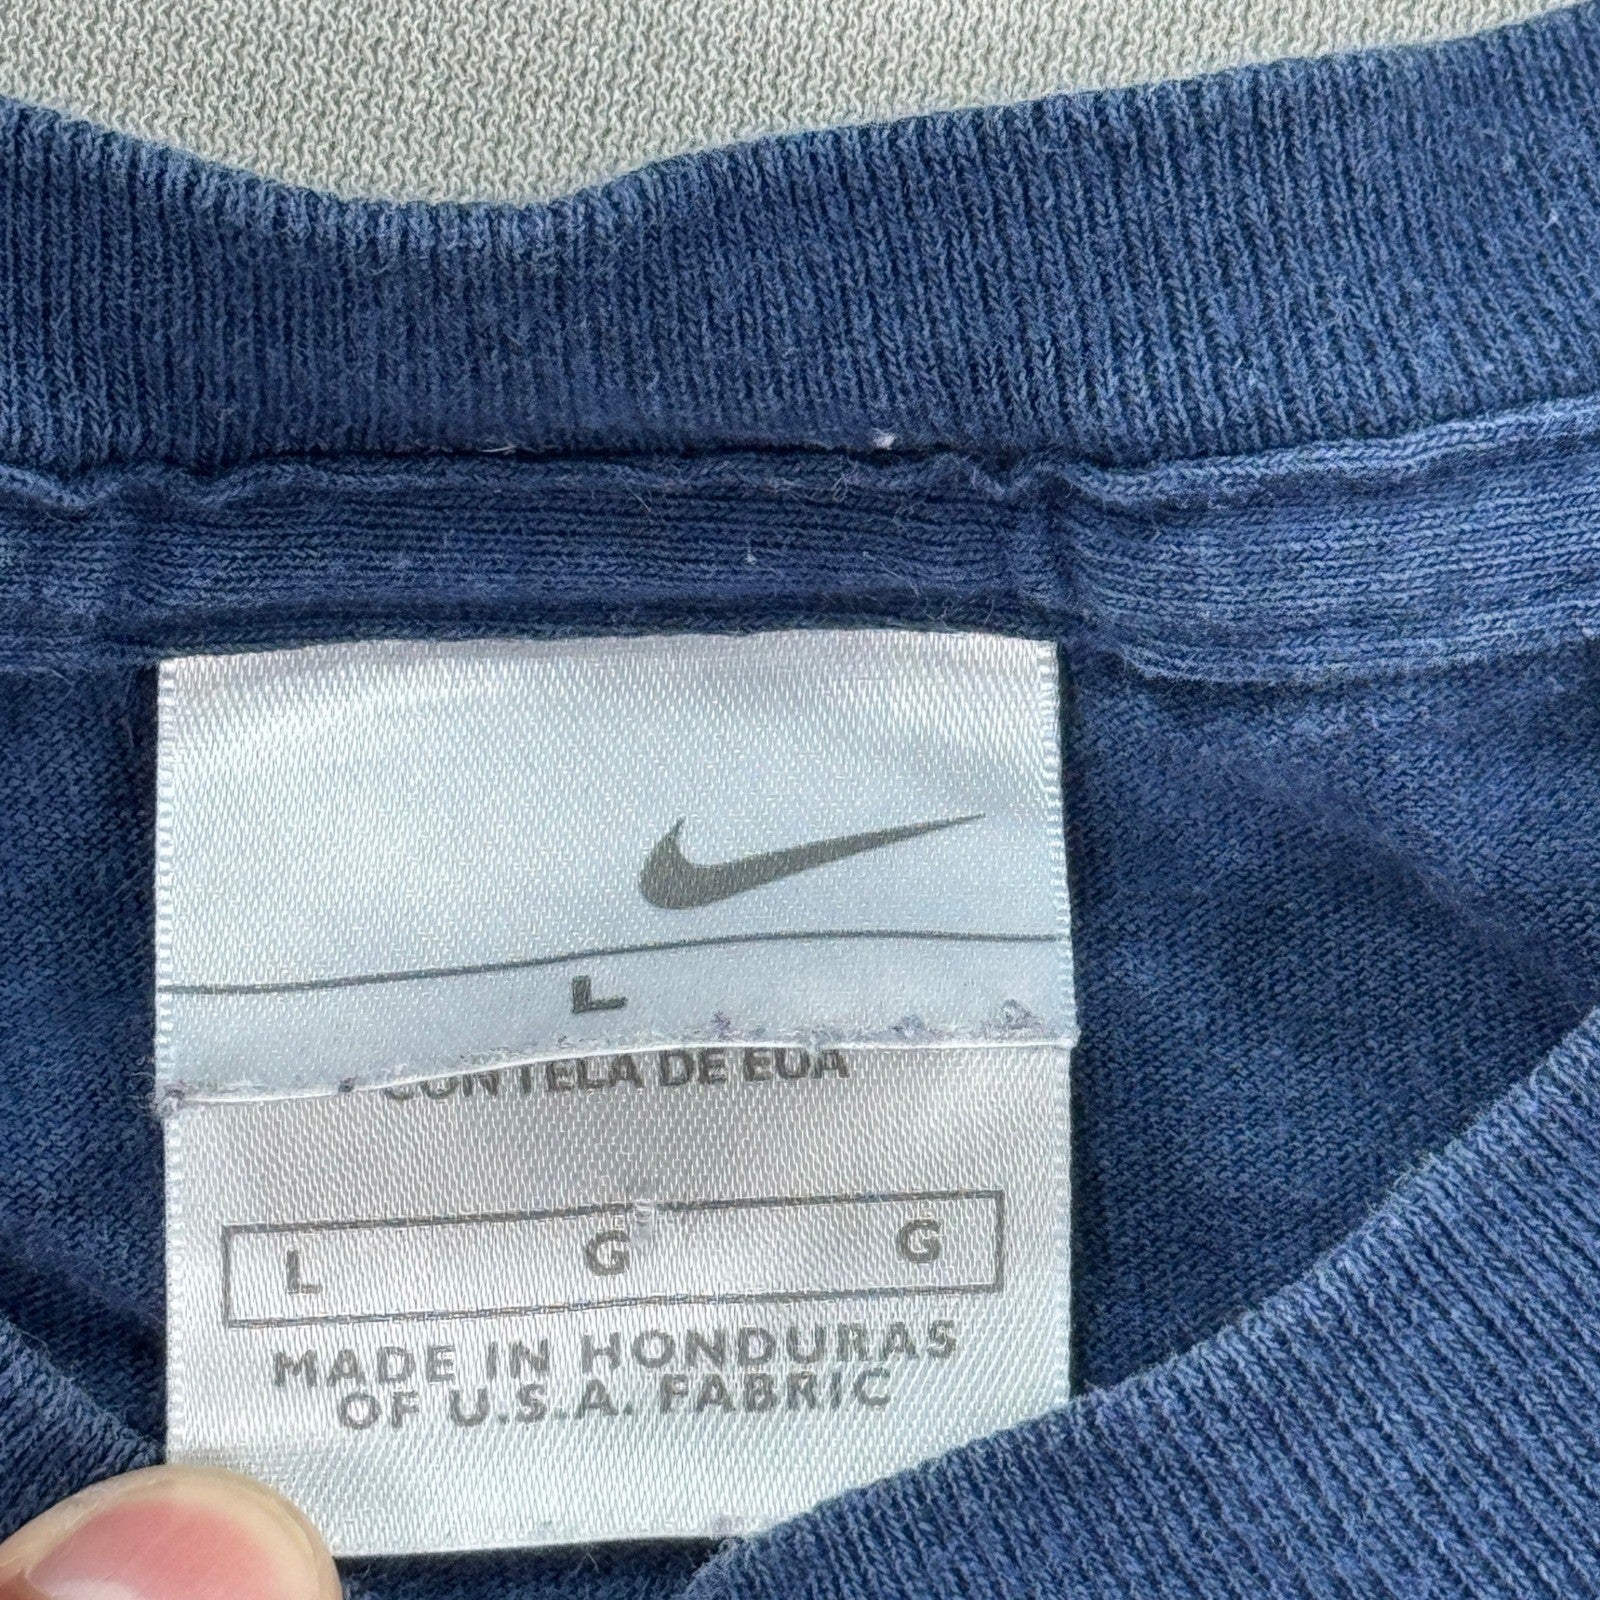 L
CON TELA DE EUA
L G G
MADE IN HONDURAS
OF U.S.A. FABRIC